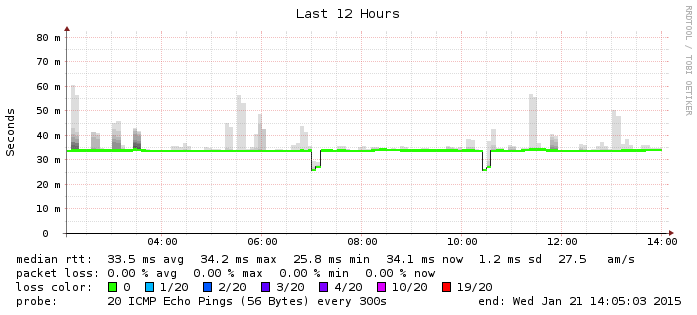 Last 12 Hours
RRDTOOL / TOBI OETIKER
Seconds
80 m
70 m
60 m
50 m
40 m
30 m
20 m
10 m
0
04:00 06:00 08:00 10:00 12:00 14:00
median rtt: 33.5 ms avg 34.2 ms max 25.8 ms min 34.1 ms now 1.2 ms sd 27.5 am/s
packet loss: 0.00 % avg 0.00 % max 0.00 % min 0.00 % now
loss color: 0 1/20 2/20 3/20 4/20 10/20 19/20
probe: 20 ICMP Echo Pings (56 Bytes) every 300s end: Wed Jan 21 14:05:03 2015